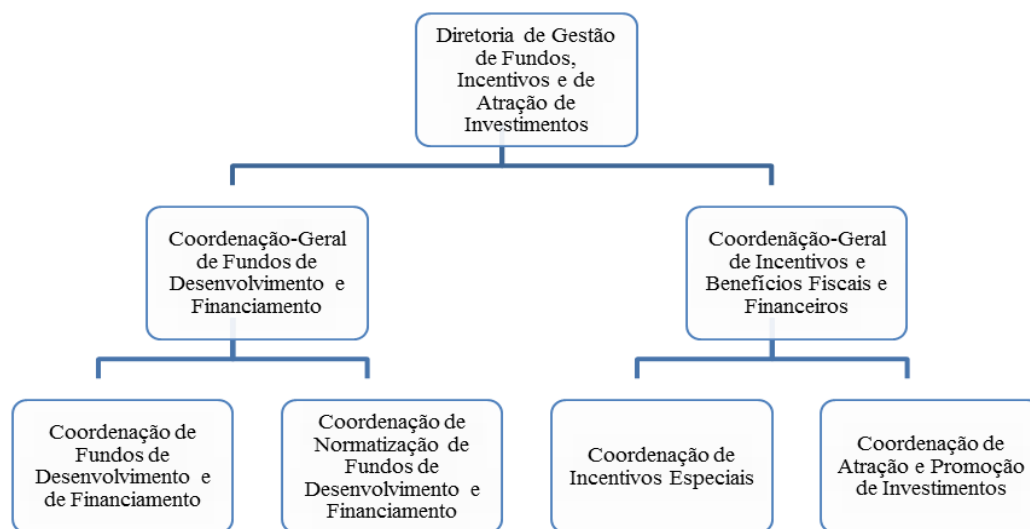 Diretoria de Gestão
de Fundos,
Incentivos e de
Atração de
Investimentos
Coordenação-Geral
de Fundos de
Desenvolvimento e
Financiamento
Coordenãção-Geral
de Incentivos e
Benefícios Fiscais e
Financeiros
Coordenação de
Fundos de
Desenvolvimento e
de Financiamento
Coordenação de
Normatização de
Fundos de
Desenvolvimento e
Financiamento
Coordenação de
Incentivos Especiais
Coordenação de
Atração e Promoção
de Investimentos